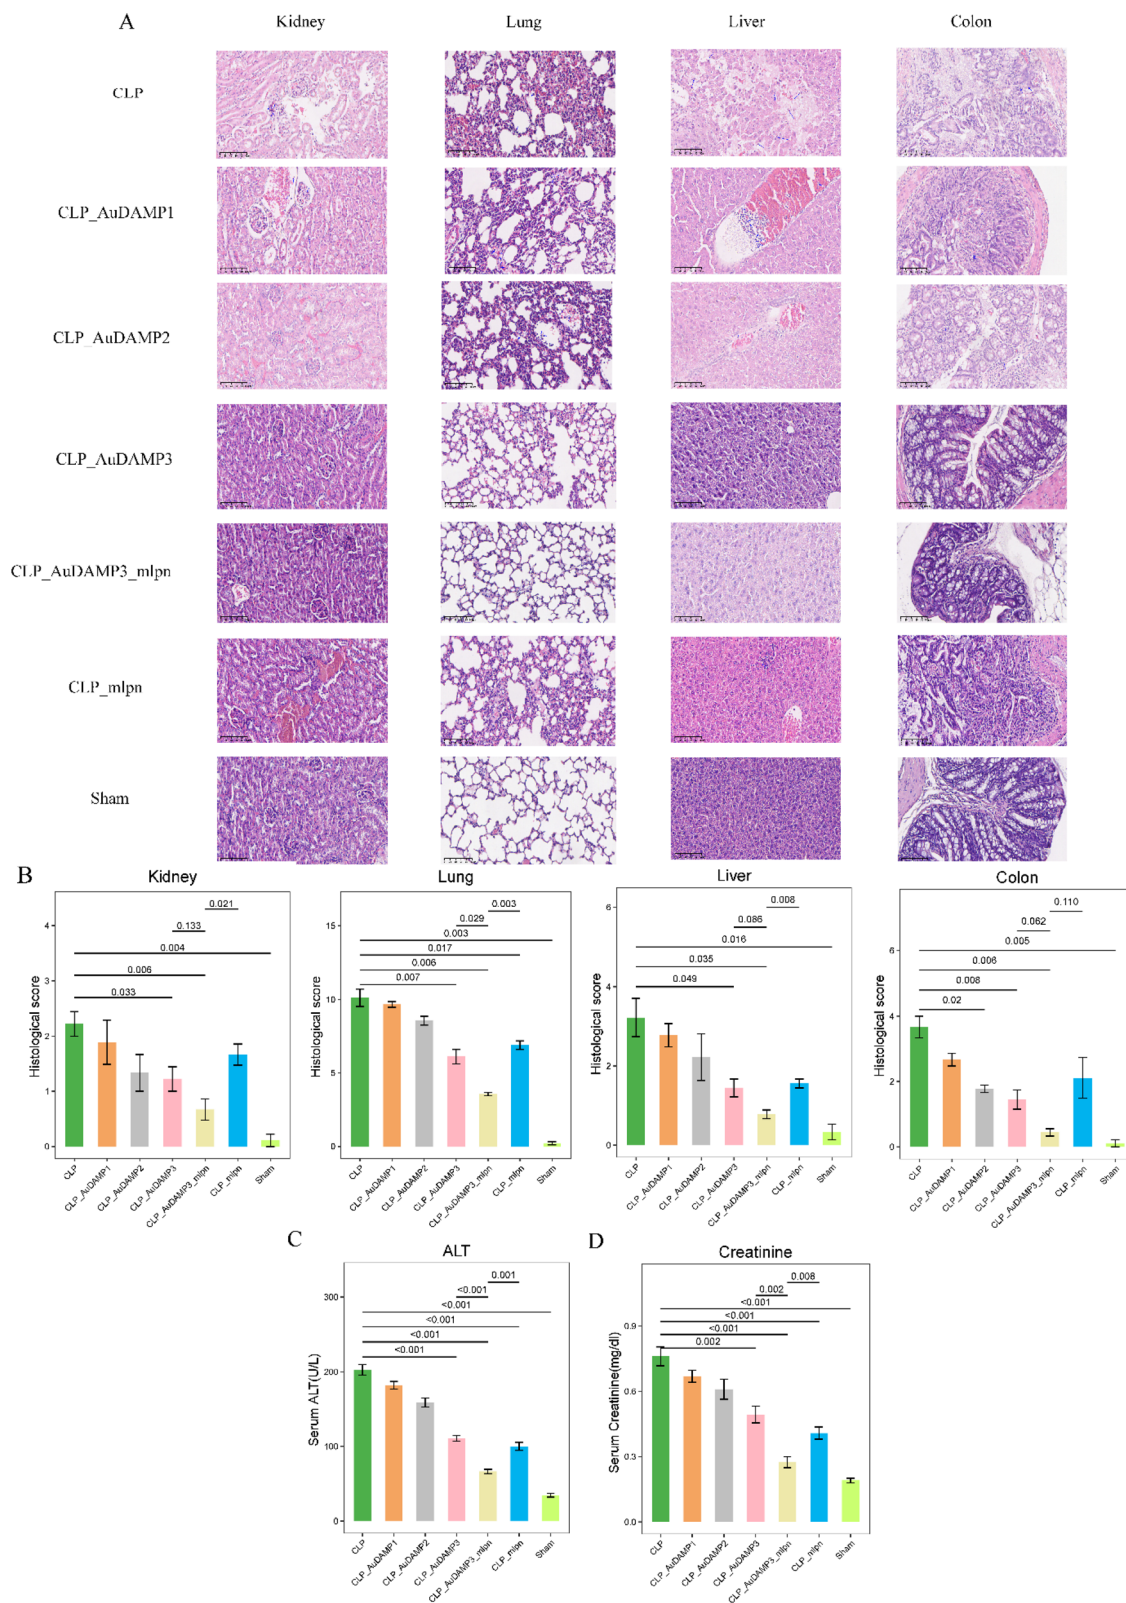 A
Kidney
Lung
Liver
Colon
CLP
CLP_AuDAMP1
CLP_AuDAMP2
CLP_AuDAMP3
CLP_AuDAMP3_mlpn
CLP_mlpn
Sham
B
Kidney
Histological score
4
2
1
0
0.021
0.133
0.004
0.006
0.033
CLP
CLP_AuDAMP1
CLP_AuDAMP2
CLP_AuDAMP3
CLP_AuDAMP3_mlpn
CLP_mlpn
Sham
Lung
Histological score
15
10
5
0
0.003
0.029
0.003
0.017
0.006
0.007
CLP
CLP_AuDAMP1
CLP_AuDAMP2
CLP_AuDAMP3
CLP_AuDAMP3_mlpn
CLP_mlpn
Sham
Liver
Histological score
6
4
2
0
0.008
0.086
0.016
0.035
0.049
CLP
CLP_AuDAMP1
CLP_AuDAMP2
CLP_AuDAMP3
CLP_AuDAMP3_mlpn
CLP_mlpn
Sham
Colon
Histological score
6
4
2
0
0.110
0.062
0.005
0.006
0.008
0.02
CLP
CLP_AuDAMP1
CLP_AuDAMP2
CLP_AuDAMP3
CLP_AuDAMP3_mlpn
CLP_mlpn
Sham
C
ALT
Serum ALT(U/L)
300
200
100
0
0.001
<0.001
<0.001
<0.001
<0.001
<0.001
CLP
CLP_AuDAMP1
CLP_AuDAMP2
CLP_AuDAMP3
CLP_AuDAMP3_mlpn
CLP_mlpn
Sham
D
Creatinine
Serum Creatinine(mg/dl)
0.9
0.6
0.3
0.0
0.008
0.002
<0.001
<0.001
<0.001
0.002
CLP
CLP_AuDAMP1
CLP_AuDAMP2
CLP_AuDAMP3
CLP_AuDAMP3_mlpn
CLP_mlpn
Sham